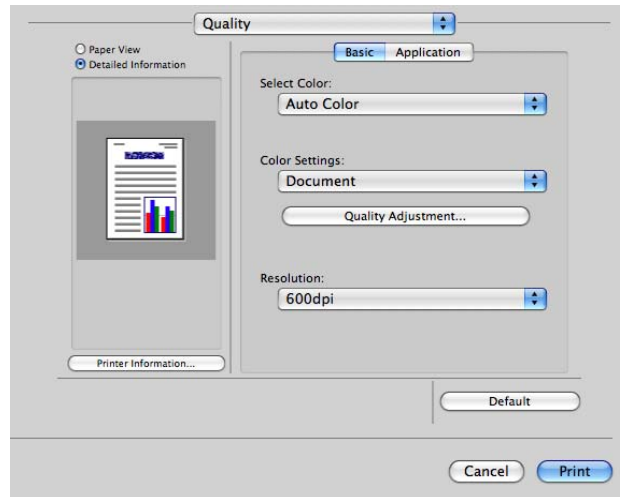 Quality
Paper View
Detailed Information
Printer Information...
Basic Application
Select Color:
Auto Color
Color Settings:
Document
Quality Adjustment...
Resolution:
600dpi
Default
Cancel Print